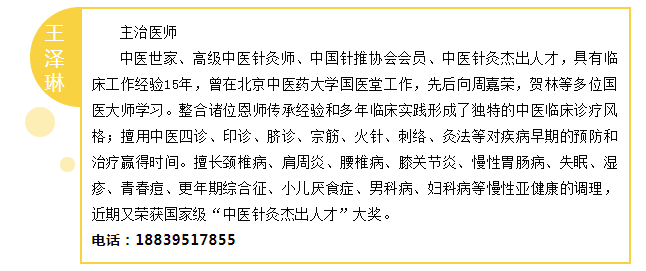 王泽琳
主治医师
中医世家、高级中医针灸师、中国针推协会会员、中医针灸杰出人才，具有临
床工作经验15年，曾在北京中医药大学国医堂工作，先后向周嘉荣，贺林等多位国
医大师学习。整合诸位恩师传承经验和多年临床实践形成了独特的中医临床诊疗风
格；擅用中医四诊、印诊、脐诊、宗筋、火针、刺络、灸法等对疾病早期的预防和
治疗赢得时间。擅长颈椎病、肩周炎、腰椎病、膝关节炎、慢性胃肠病、失眠、湿
疹、青春痘、更年期综合征、小儿厌食症、男科病、妇科病等慢性亚健康的调理，
近期又荣获国家级“中医针灸杰出人才”大奖。
电话：18839517855